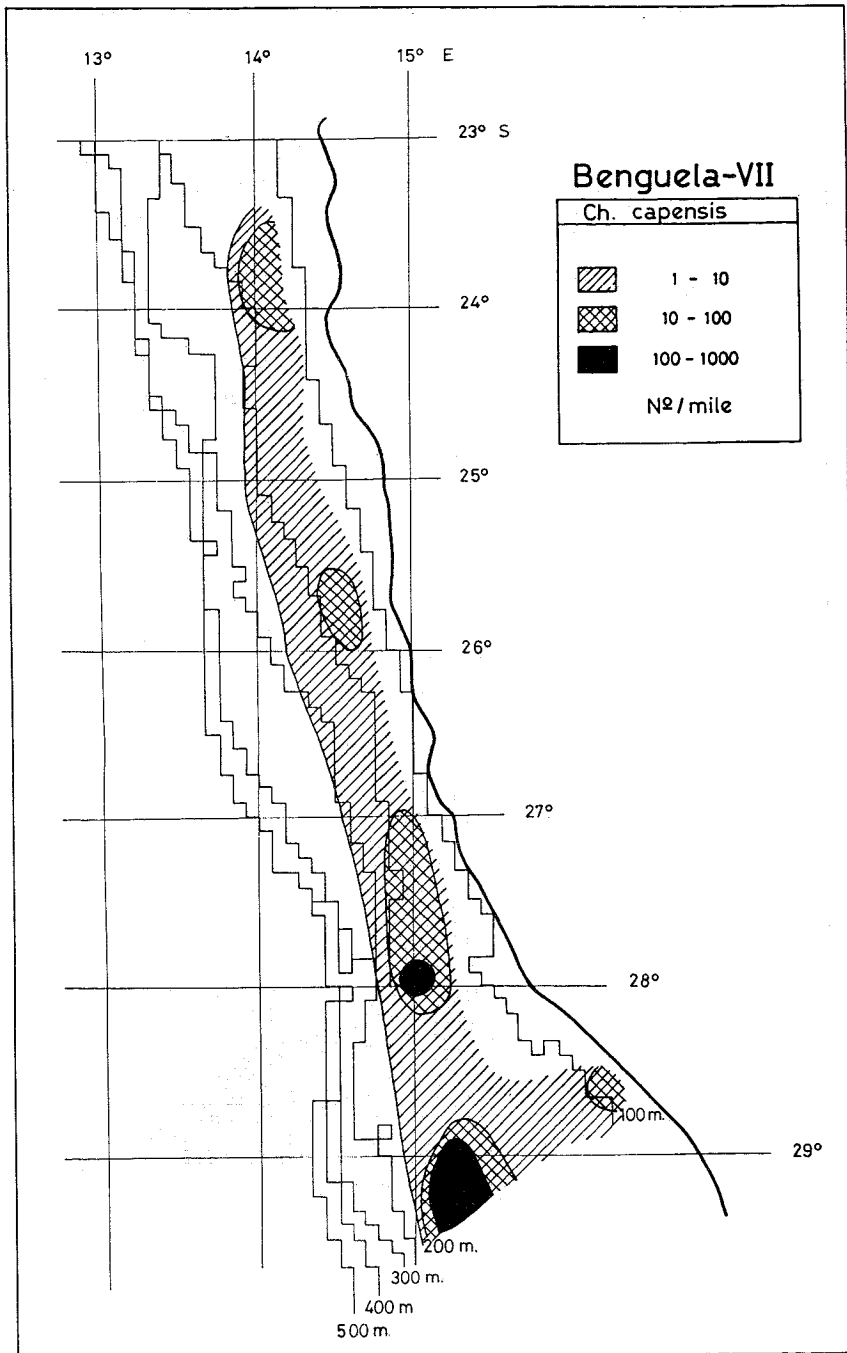 13° 14° 15° E
23° S
Benguela-VII
Ch. capensis
1 - 10
24°
10 - 100
100 - 1000
Nº/mile
25°
26°
27°
28°
100 m.
29°
200 m.
300 m.
400 m
500 m.